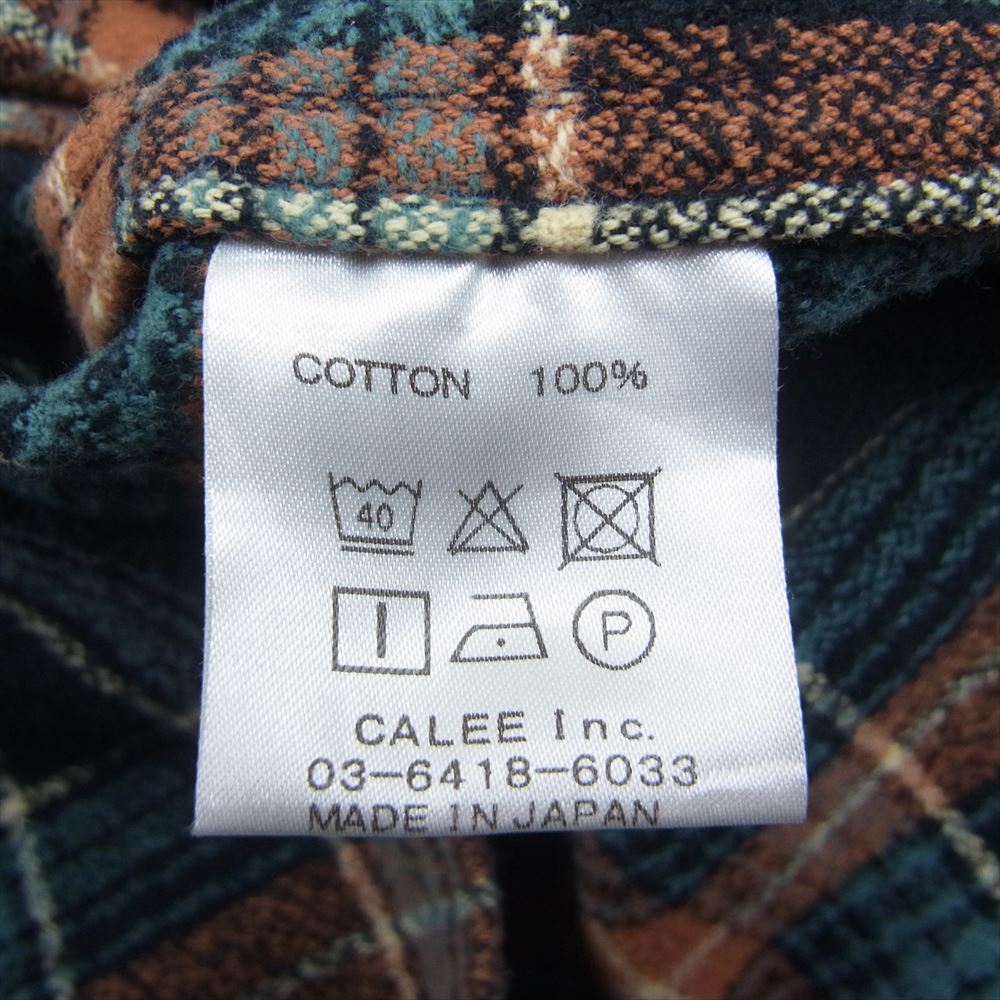 COTTON 100%
40
P
CALEE Inc.
03-6418-6033
MADE IN JAPAN